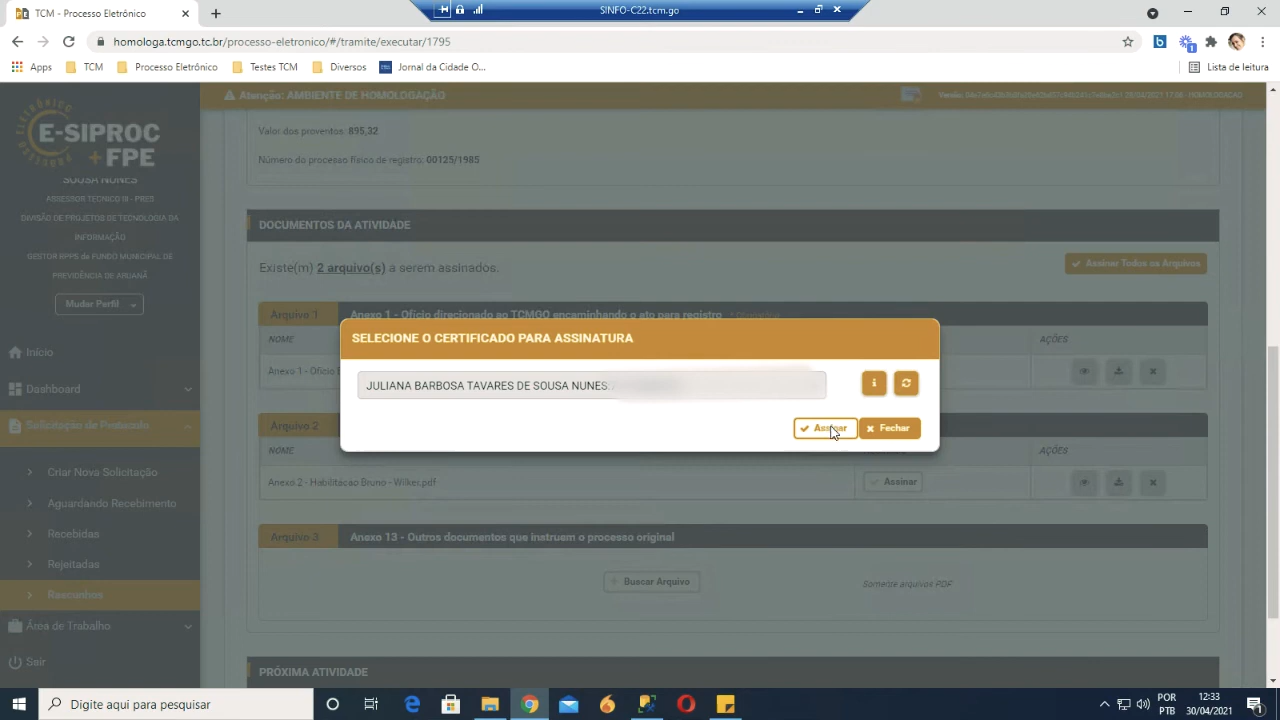 TCM - Processo Eletrônico
SINFO-C22.tcm.go
homologa.tcmgo.tc.br/processo-eletronico/#/tramite/executar/1795
Apps
TCM
Processo Eletrônico
Testes TCM
Diversos
Jornal da Cidade O...
Lista de leitura
Atenção: AMBIENTE DE HOMOLOGAÇÃO
ELETRÔNICO
E-SIPROC
+FPE
PROCESSO
SOUSA NUNES
ASSESSOR TECNICO III - PRES
DIVISÃO DE PROJETOS DE TECNOLOGIA DA
INFORMAÇÃO
GESTOR RPPS de FUNDO MUNICIPAL DE
PREVIDÊNCIA DE ARUANÃ
Mudar Perfil
Início
Dashboard
Solicitação de Protocolo
Criar Nova Solicitação
Aguardando Recebimento
Recebidas
Rejeitadas
Rascunhos
Área de Trabalho
Sair
Valor dos proventos: 895,32
Número do processo físico de registro: 00125/1985
DOCUMENTOS DA ATIVIDADE
Existe(m) 2 arquivo(s) a serem assinados.
Assinar Todos os Arquivos
Arquivo 1 Anexo 1 - Ofício direcionado ao TCMGO encaminhando o ato para registro * Obrigatório
NOME AÇÕES
Anexo 1 - Ofício
SELECIONE O CERTIFICADO PARA ASSINATURA
JULIANA BARBOSA TAVARES DE SOUSA NUNES:
Assinar
Fechar
Arquivo 2
NOME AÇÕES
Anexo 2 - Habilitacao Bruno - Wilker.pdf Assinar
Arquivo 3 Anexo 13 - Outros documentos que instruem o processo original
Buscar Arquivo Somente arquivos PDF
PRÓXIMA ATIVIDADE
Digite aqui para pesquisar
POR
PTB
12:33
30/04/2021
1